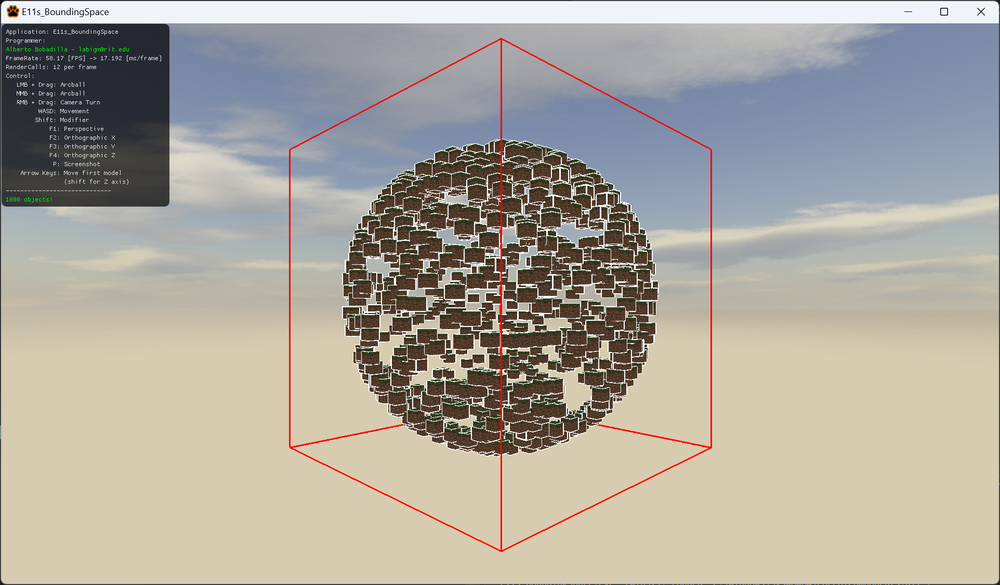 E11s_BoundingSpace
Application: E11s_BoundingSpace
Programmer:
Alberto Bobadilla - labigm@rit.edu
FrameRate: 58.17 [FPS] -> 17.192 [ms/frame]
RenderCalls: 12 per frame
Control:
LMB + Drag: Arcball
MMB + Drag: Arcball
RMB + Drag: Camera Turn
WASD: Movement
Shift: Modifier
F1: Perspective
F2: Orthographic X
F3: Orthographic Y
F4: Orthographic Z
P: Screenshot
Arrow Keys: Move first model
(shift for Z axis)
-----------------------------
1000 objects!